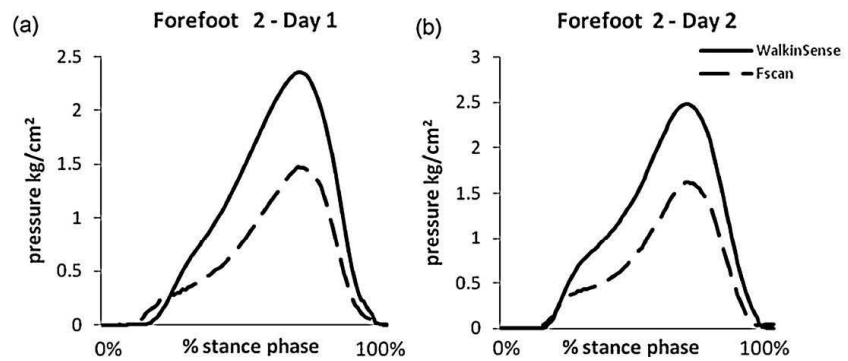 (a)
Forefoot 2 - Day 1
pressure kg/cm²
2.5
2
1.5
1
0.5
0
0%
% stance phase
100%
(b)
Forefoot 2 - Day 2
WalkinSense
Fscan
pressure kg/cm²
3
2.5
2
1.5
1
0.5
0
0%
% stance phase
100%